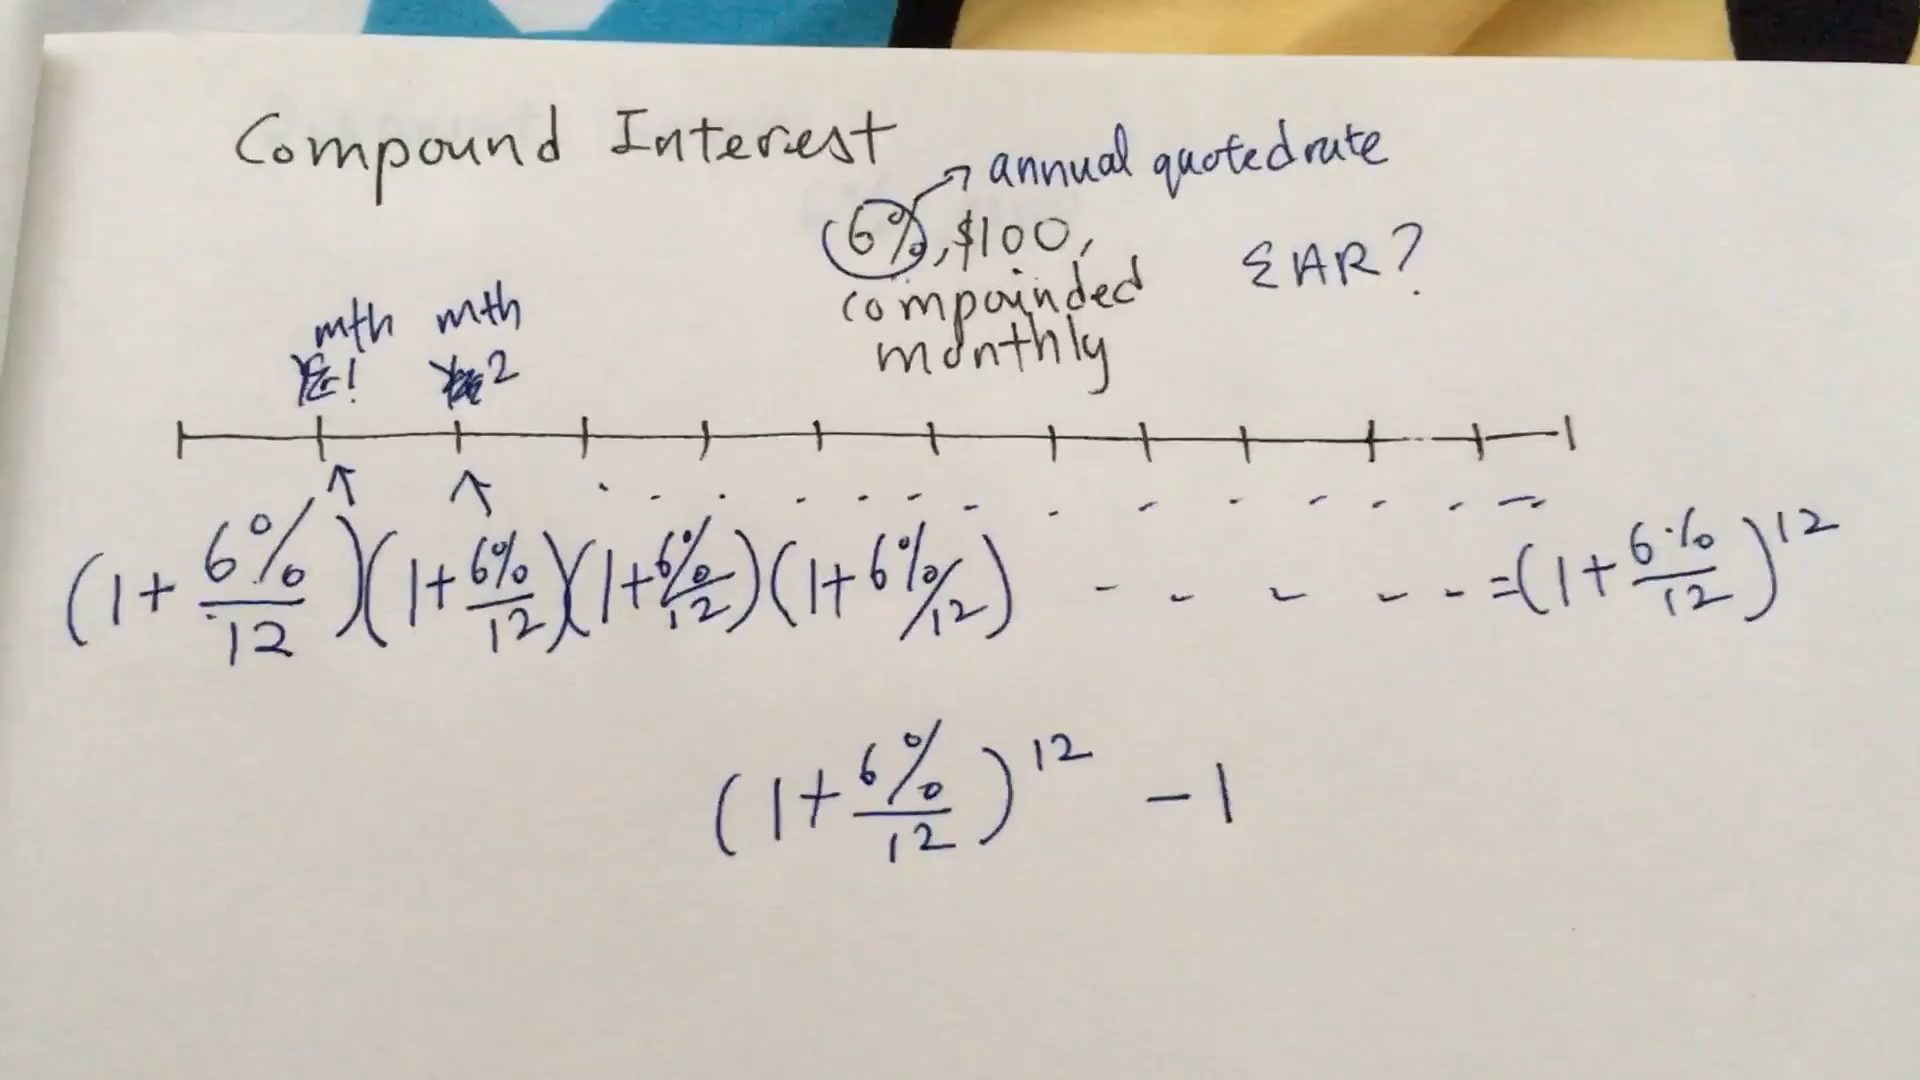 Compound Interest
annual quoted rate
6%, $100,
compounded
monthly
EAR?
mth mth
1 2
(1+ 6%/12)(1+ 6%/12)(1+ 6%/12)(1+ 6%/12) - - - - - =(1+ 6%/12)^12
(1+ 6%/12)^12 - 1